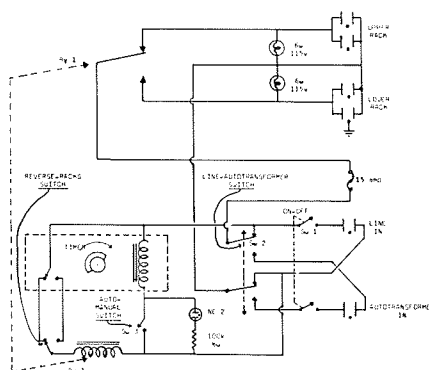 UPPER
RACK
Ry 1
6w
115v
6w
115v
LOWER
RACK
REVERSE-RACKS
SWITCH
LINE-AUTOTRANSFORMER
SWITCH
15 amp
ON-OFF
Sw 1
LINE
IN
Sw 2
TIMER
AUTO-
MANUAL
SWITCH
Sw 3
NE 2
100k
½w
AUTOTRANSFORMER
IN